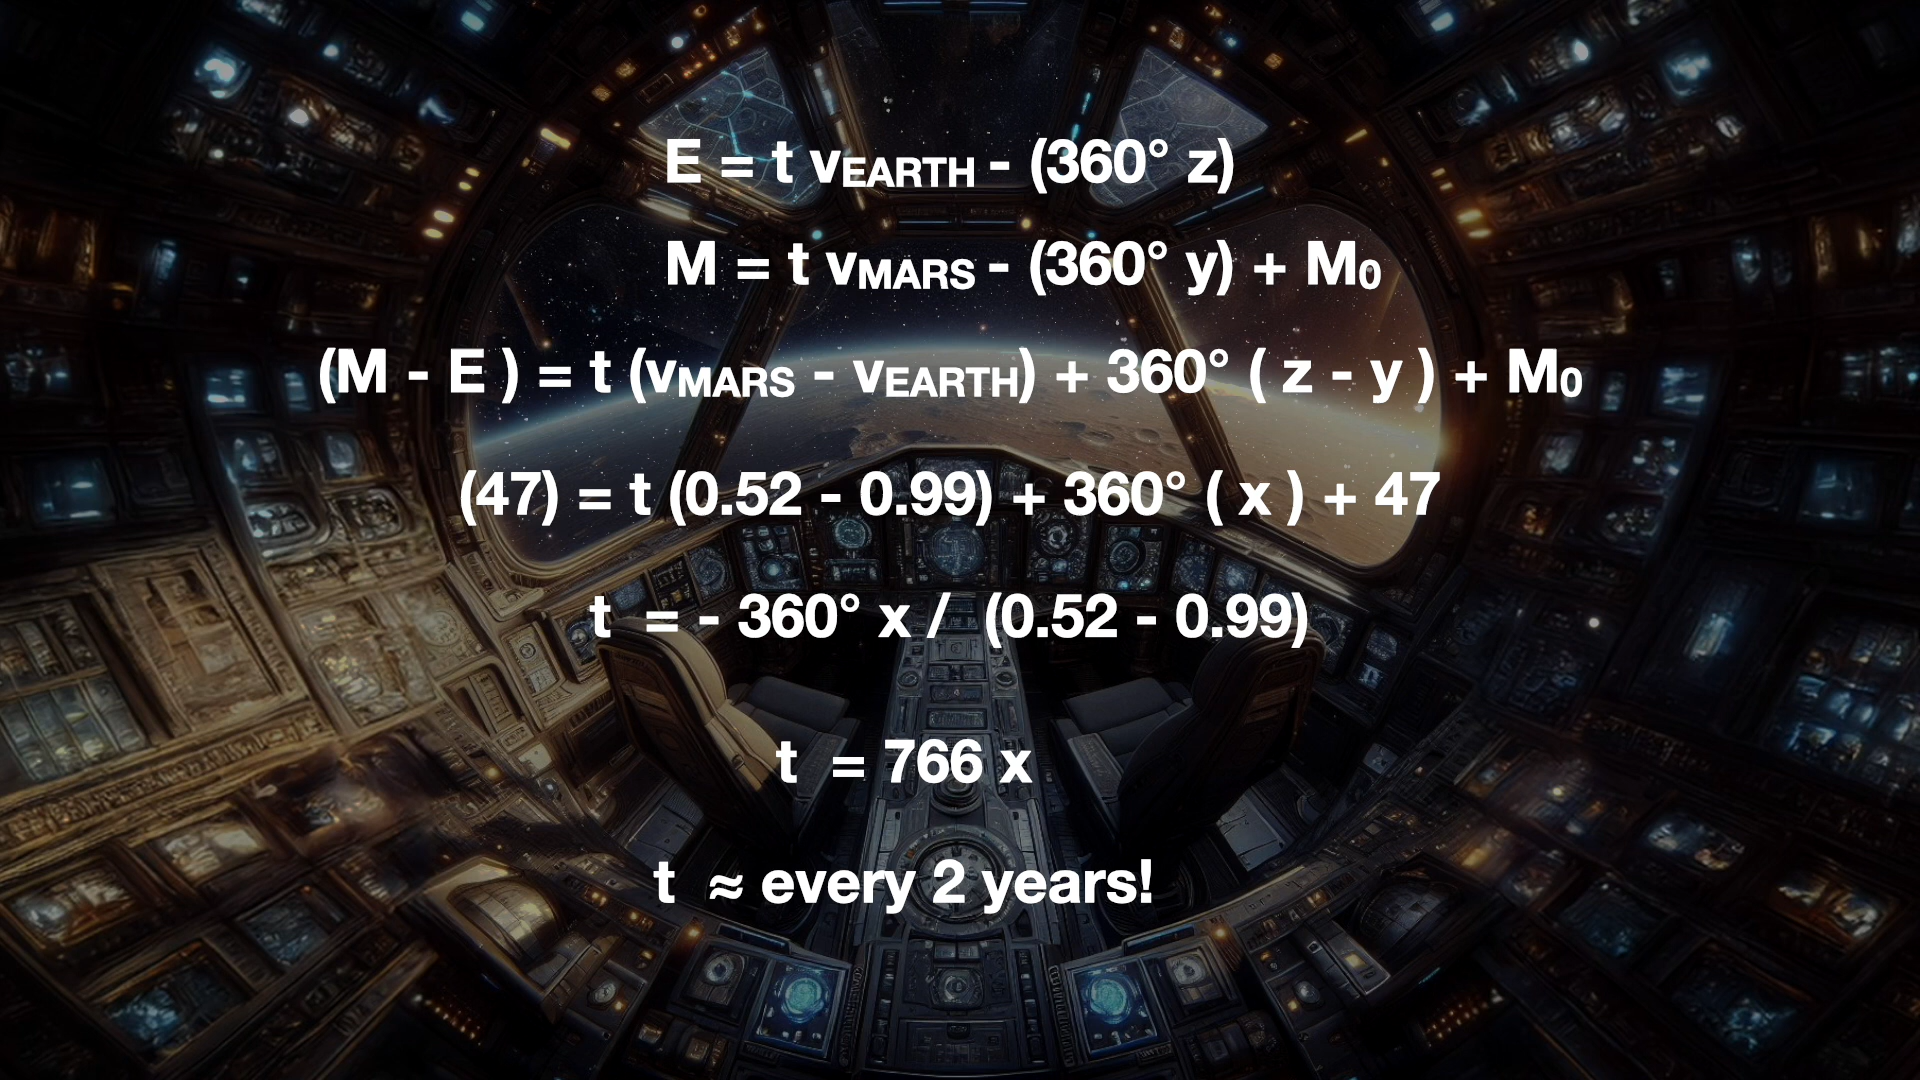 E = t vEARTH - (360° z)
M = t vMARS - (360° y) + M0
(M - E ) = t (vMARS - vEARTH) + 360° ( z - y ) + M0
(47) = t (0.52 - 0.99) + 360° ( x ) + 47
t = - 360° x / (0.52 - 0.99)
t = 766 x
t ≈ every 2 years!